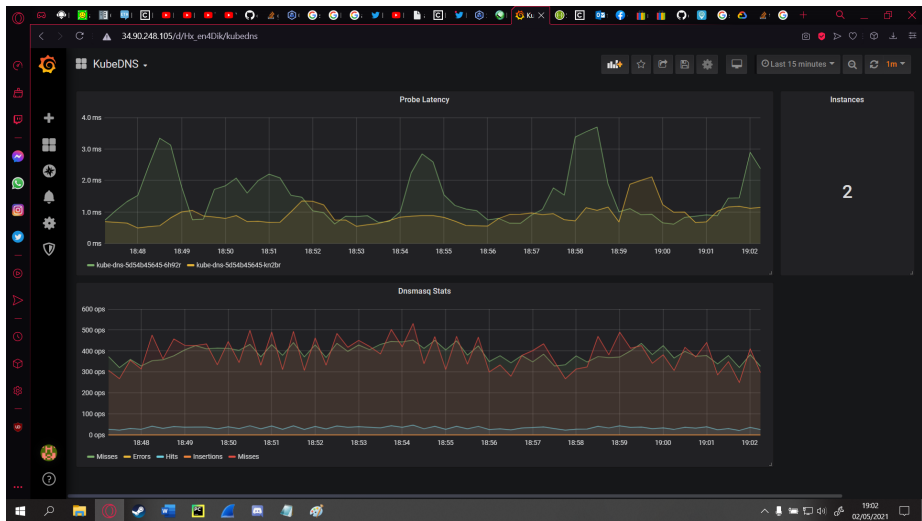 34.90.248.105/d/Hx_en4Dik/kubedns
KubeDNS
Last 15 minutes
1m
Probe Latency
4.0 ms
3.0 ms
2.0 ms
1.0 ms
0 ms
18:48 18:49 18:50 18:51 18:52 18:53 18:54 18:55 18:56 18:57 18:58 18:59 19:00 19:01 19:02
kube-dns-5d54b45645-6h92r kube-dns-5d54b45645-kn2br
Instances
2
Dnsmasq Stats
600 ops
500 ops
400 ops
300 ops
200 ops
100 ops
0 ops
18:48 18:49 18:50 18:51 18:52 18:53 18:54 18:55 18:56 18:57 18:58 18:59 19:00 19:01 19:02
Misses Errors Hits Insertions Misses
19:02
02/05/2021